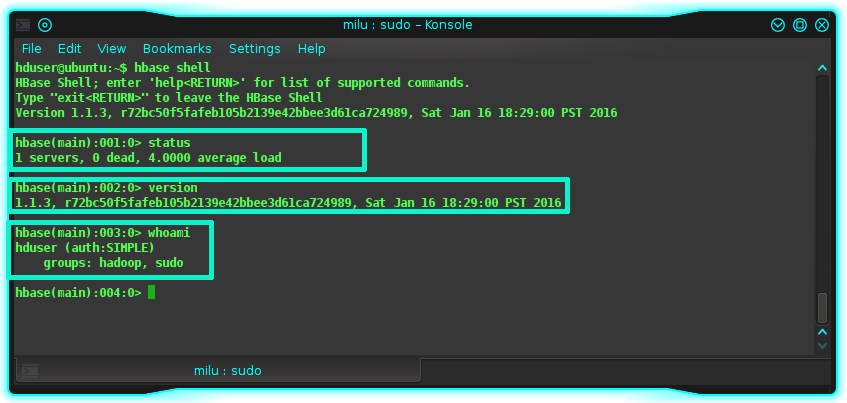 milu : sudo – Konsole
File Edit View Bookmarks Settings Help
hduser@ubuntu:~$ hbase shell
HBase Shell; enter 'help<RETURN>' for list of supported commands.
Type "exit<RETURN>" to leave the HBase Shell
Version 1.1.3, r72bc50f5fafeb105b2139e42bbee3d61ca724989, Sat Jan 16 18:29:00 PST 2016
hbase(main):001:0> status
1 servers, 0 dead, 4.0000 average load
hbase(main):002:0> version
1.1.3, r72bc50f5fafeb105b2139e42bbee3d61ca724989, Sat Jan 16 18:29:00 PST 2016
hbase(main):003:0> whoami
hduser (auth:SIMPLE)
    groups: hadoop, sudo
hbase(main):004:0>
milu : sudo